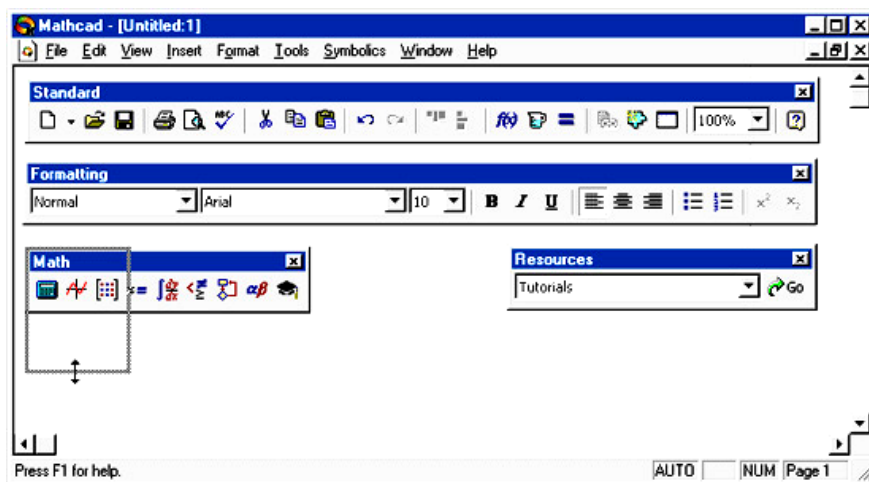 Mathcad - [Untitled:1]
File Edit View Insert Format Tools Symbolics Window Help
Standard
100%
Formatting
Normal Arial 10 B I U
Math
αβ
Resources
Tutorials Go
Press F1 for help. AUTO NUM Page 1